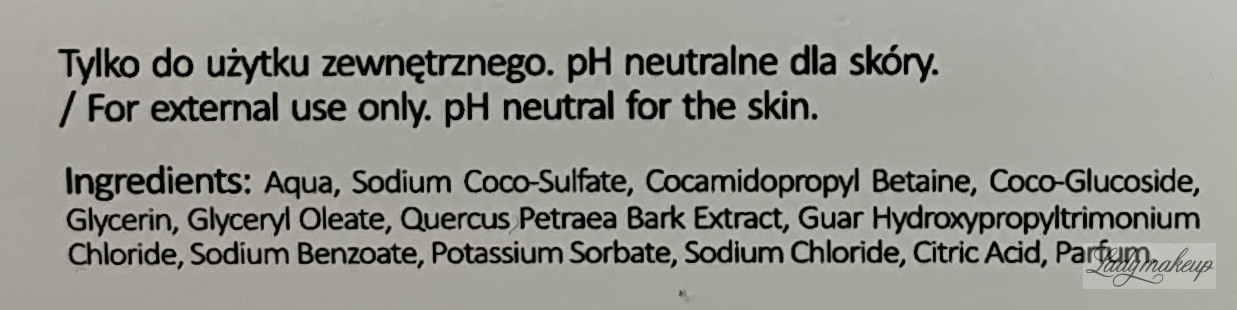 Tylko do użytku zewnętrznego. pH neutralne dla skóry.
/ For external use only. pH neutral for the skin.
Ingredients: Aqua, Sodium Coco-Sulfate, Cocamidopropyl Betaine, Coco-Glucoside,
Glycerin, Glyceryl Oleate, Quercus Petraea Bark Extract, Guar Hydroxypropyltrimonium
Chloride, Sodium Benzoate, Potassium Sorbate, Sodium Chloride, Citric Acid, Parfum.
Ladymakeup